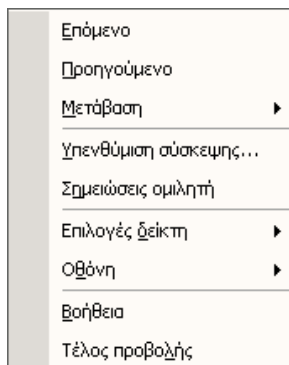 Επόμενο
Προηγούμενο
Μετάβαση
Υπενθύμιση σύσκεψης...
Σημειώσεις ομιλητή
Επιλογές δείκτη
Οθόνη
Βοήθεια
Τέλος προβολής